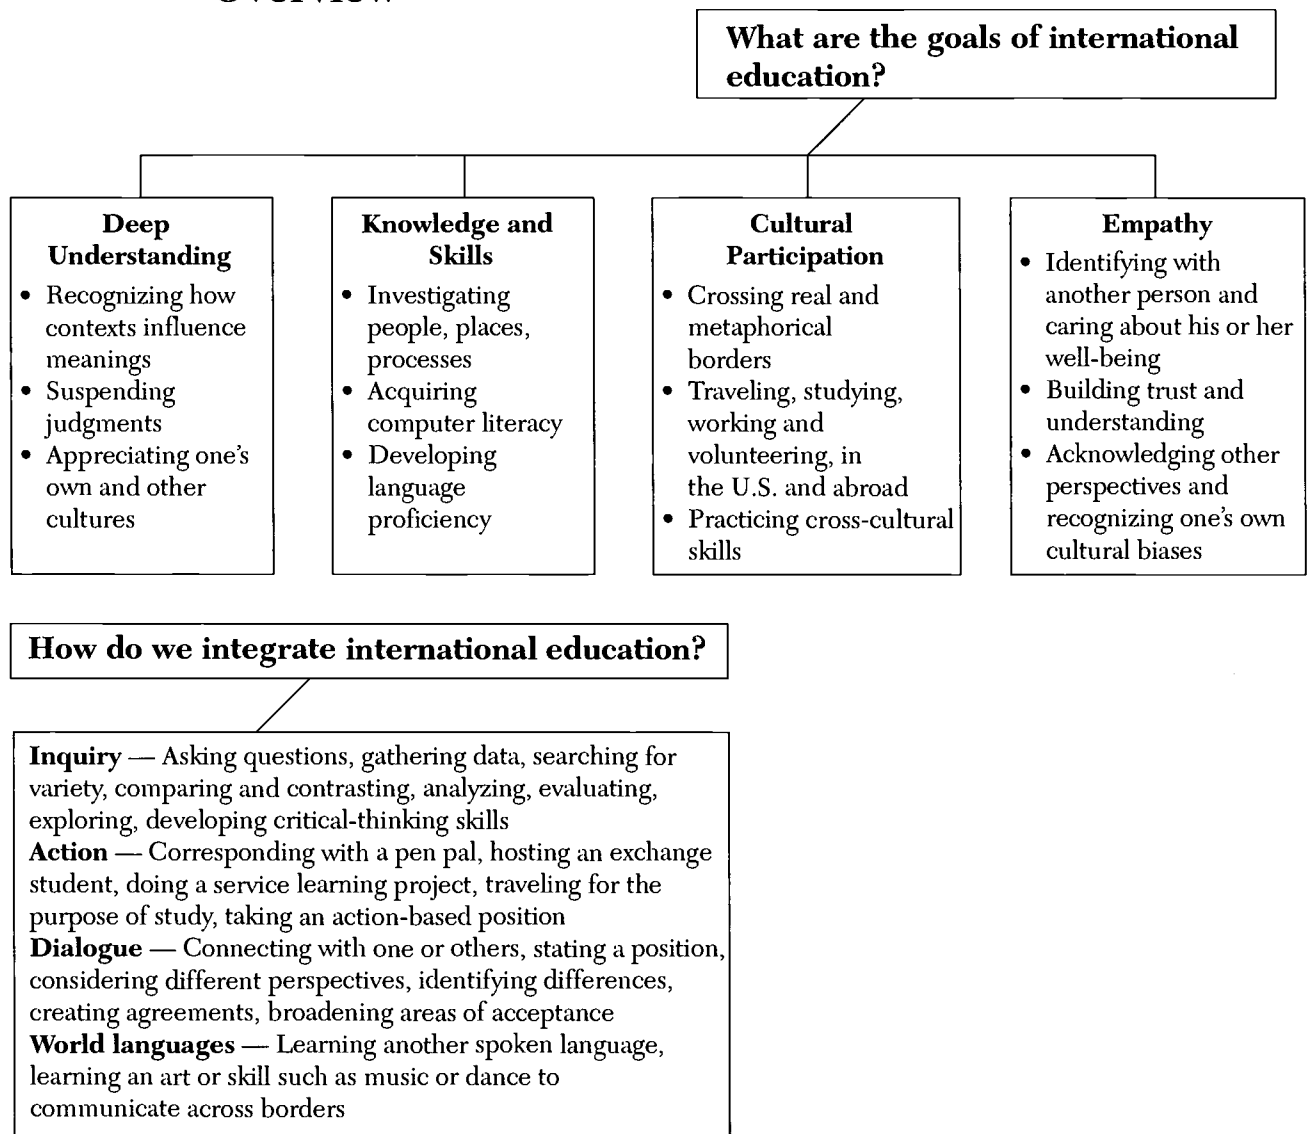 What are the goals of international
education?
Deep
Understanding
• Recognizing how
contexts influence
meanings
• Suspending
judgments
• Appreciating one's
own and other
cultures
Knowledge and
Skills
• Investigating
people, places,
processes
• Acquiring
computer literacy
• Developing
language
proficiency
Cultural
Participation
• Crossing real and
metaphorical
borders
• Traveling, studying,
working and
volunteering, in
the U.S. and abroad
• Practicing cross-cultural
skills
Empathy
• Identifying with
another person and
caring about his or her
well-being
• Building trust and
understanding
• Acknowledging other
perspectives and
recognizing one's own
cultural biases
How do we integrate international education?
Inquiry — Asking questions, gathering data, searching for
variety, comparing and contrasting, analyzing, evaluating,
exploring, developing critical-thinking skills
Action — Corresponding with a pen pal, hosting an exchange
student, doing a service learning project, traveling for the
purpose of study, taking an action-based position
Dialogue — Connecting with one or others, stating a position,
considering different perspectives, identifying differences,
creating agreements, broadening areas of acceptance
World languages — Learning another spoken language,
learning an art or skill such as music or dance to
communicate across borders